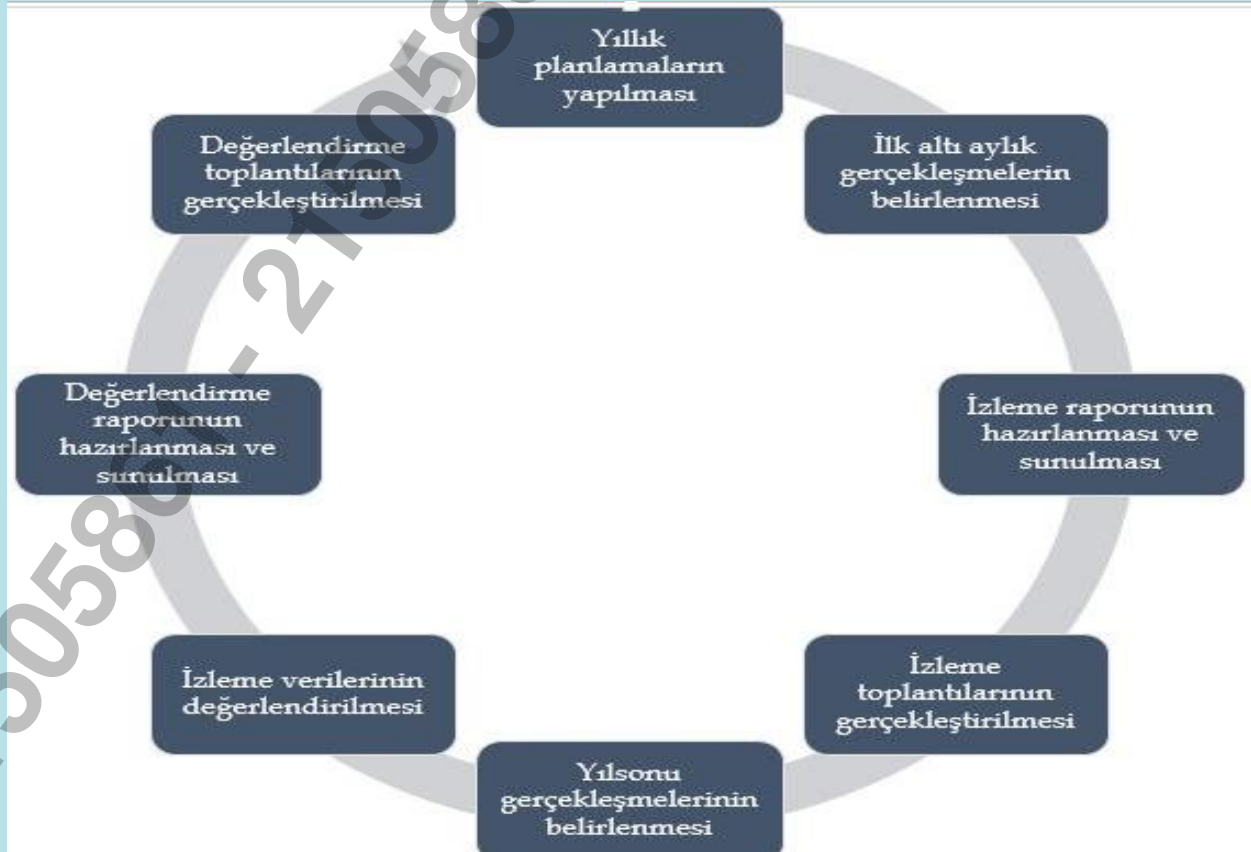 Yıllık
planlamaların
yapılması
İlk altı aylık
gerçekleşmelerin
belirlenmesi
İzleme raporunun
hazırlanması ve
sunulması
İzleme
toplantılarının
gerçekleştirilmesi
Yılsonu
gerçekleşmelerinin
belirlenmesi
İzleme verilerinin
değerlendirilmesi
Değerlendirme
raporunun
hazırlanması ve
sunulması
Değerlendirme
toplantılarının
gerçekleştirilmesi